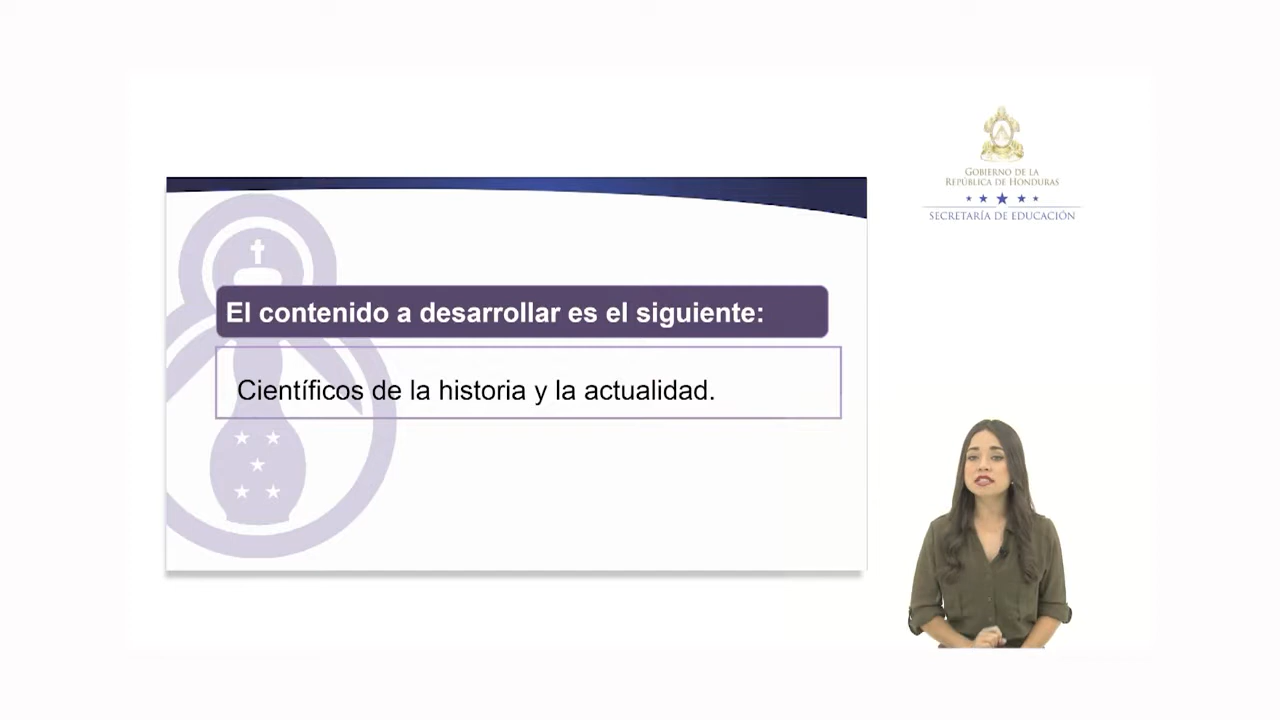 El contenido a desarrollar es el siguiente:
Científicos de la historia y la actualidad.
GOBIERNO DE LA
REPÚBLICA DE HONDURAS
SECRETARÍA DE EDUCACIÓN